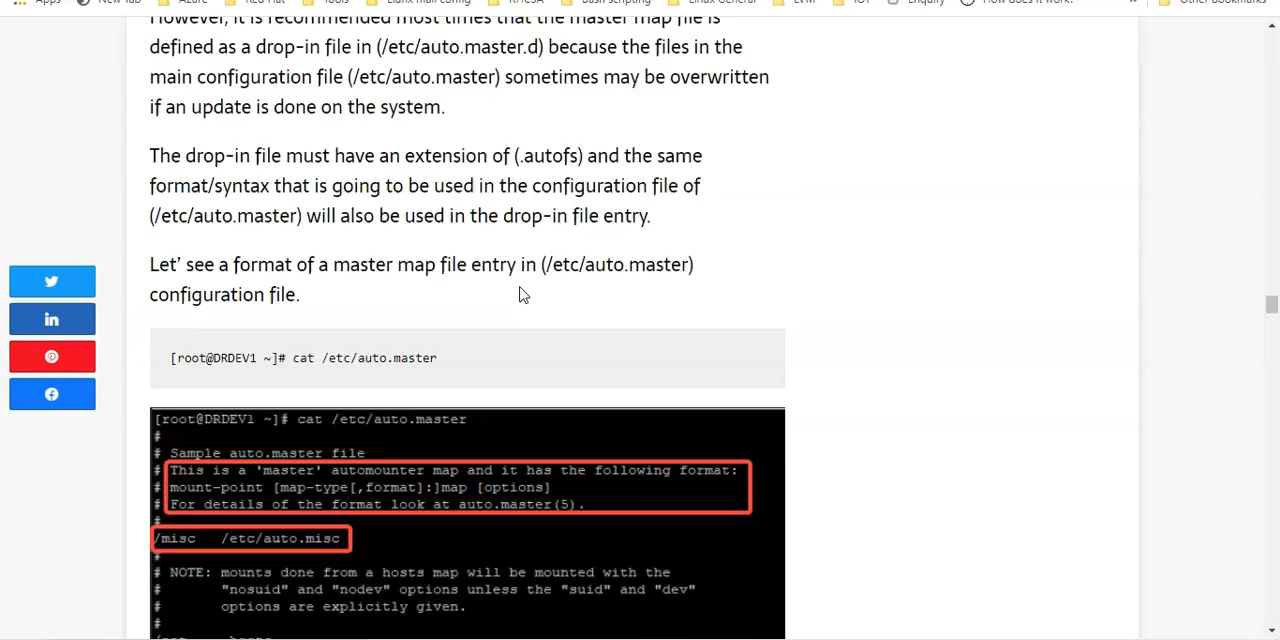 Apps New Tab Azure Red Hat Tools Linux config RHCSA Bash scripting Linux General LVM IOT Enquiry How does it work? » Other bookmarks
However, it is recommended most times that the master map file is
defined as a drop-in file in (/etc/auto.master.d) because the files in the
main configuration file (/etc/auto.master) sometimes may be overwritten
if an update is done on the system.
The drop-in file must have an extension of (.autofs) and the same
format/syntax that is going to be used in the configuration file of
(/etc/auto.master) will also be used in the drop-in file entry.
Let' see a format of a master map file entry in (/etc/auto.master)
configuration file.
[root@DRDEV1 ~]# cat /etc/auto.master
[root@DRDEV1 ~]# cat /etc/auto.master
#
# Sample auto.master file
# This is a 'master' automounter map and it has the following format:
# mount-point [map-type[,format]:]map [options]
# For details of the format look at auto.master(5).
#
/misc /etc/auto.misc
#
# NOTE: mounts done from a hosts map will be mounted with the
# "nosuid" and "nodev" options unless the "suid" and "dev"
# options are explicitly given.
#